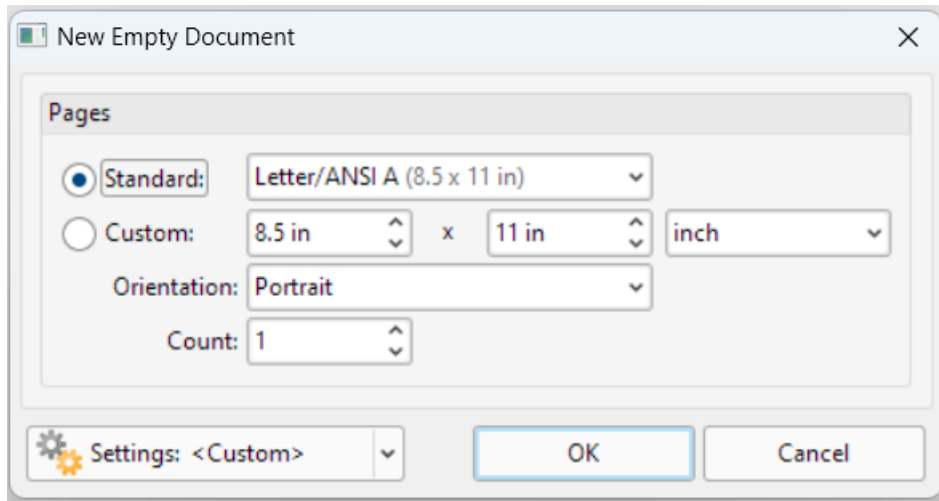 New Empty Document
Pages
Standard: Letter/ANSI A (8.5 x 11 in)
Custom: 8.5 in x 11 in inch
Orientation: Portrait
Count: 1
Settings: <Custom> OK Cancel